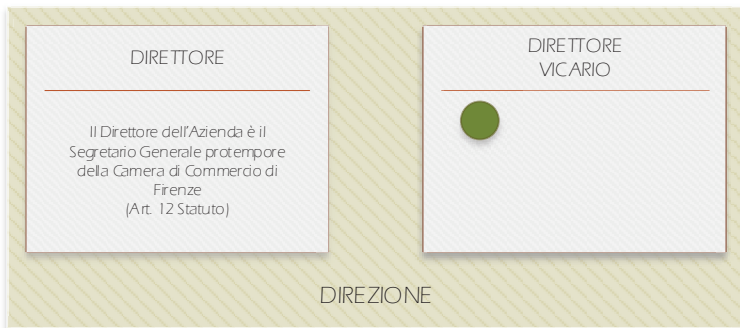 DIRETTORE
Il Direttore dell'Azienda è il
Segretario Generale protempore
della Camera di Commercio di
Firenze
(Art. 12 Statuto)
DIRETTORE
VICARIO
DIREZIONE